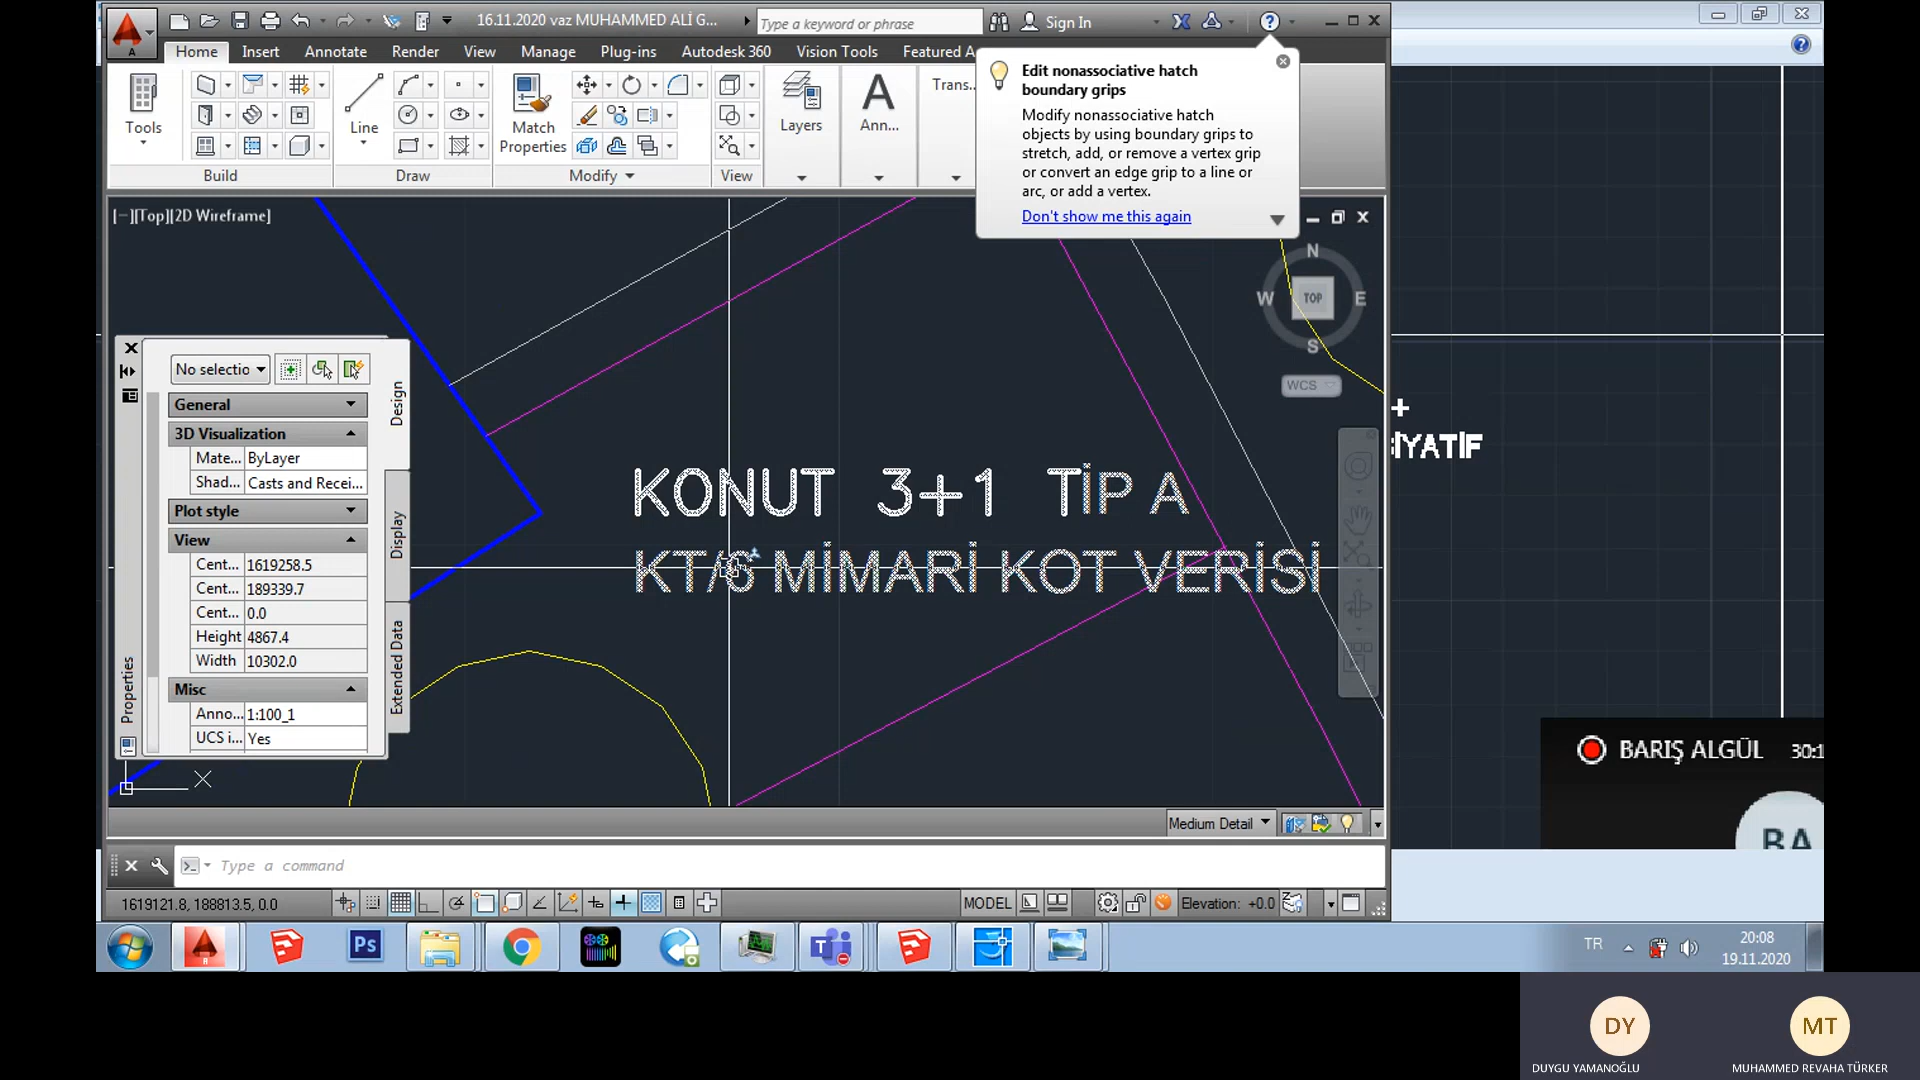 16.11.2020 vaz MUHAMMED ALİ G...
Type a keyword or phrase
Sign In
Home Insert Annotate Render View Manage Plug-ins Autodesk 360 Vision Tools Featured A
Tools
Line
Match
Properties
Layers
Ann...
Trans..
Build
Draw
Modify
View
Edit nonassociative hatch
boundary grips
Modify nonassociative hatch
objects by using boundary grips to
stretch, add, or remove a vertex grip
or convert an edge grip to a line or
arc, or add a vertex.
Don't show me this again
[−][Top][2D Wireframe]
N
W TOP E
S
WCS
No selectio
General
3D Visualization
Mate... ByLayer
Shad... Casts and Recei...
Plot style
View
Cent... 1619258.5
Cent... 189339.7
Cent... 0.0
Height 4867.4
Width 10302.0
Misc
Anno... 1:100_1
UCS i... Yes
Design
Display
Extended Data
Properties
KONUT 3+1 TİP A
KT/6 MİMARİ KOT VERİSİ
+
İYATİF
X
BARIŞ ALGÜL 30:1
BA
Medium Detail
Type a command
1619121.8, 188813.5, 0.0
MODEL
Elevation: +0.0
Ps
TR
20:08
19.11.2020
DY
DUYGU YAMANOĞLU
MT
MUHAMMED REVAHA TÜRKER